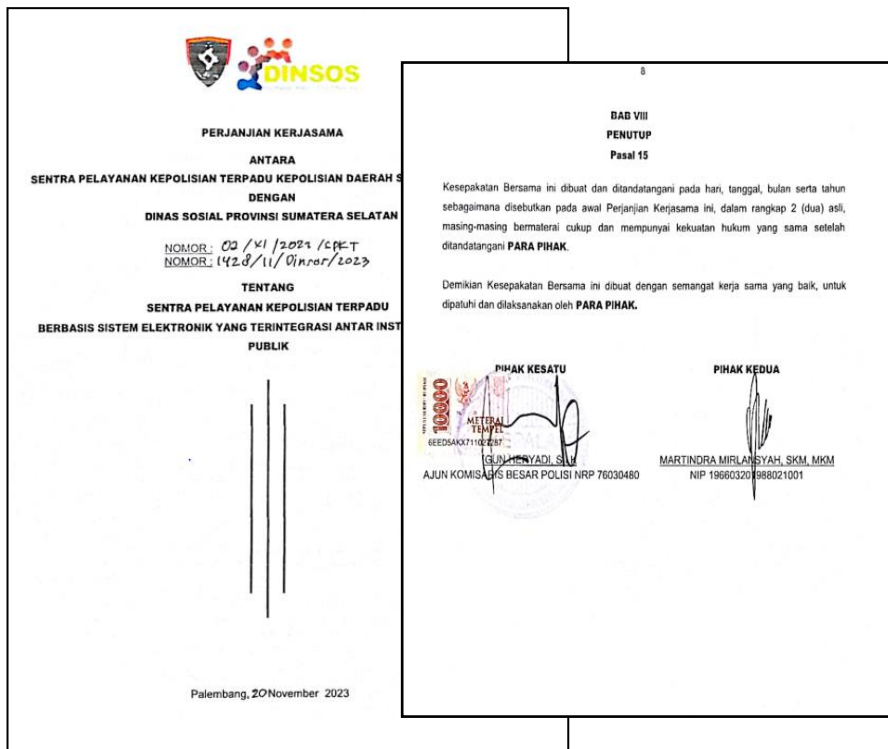 DINSOS
PERJANJIAN KERJASAMA
ANTARA
SENTRA PELAYANAN KEPOLISIAN TERPADU KEPOLISIAN DAERAH S
DENGAN
DINAS SOSIAL PROVINSI SUMATERA SELATAN
NOMOR : 02/XI/2023/SPKT
NOMOR : 1428/11/Dinsos/2023
TENTANG
SENTRA PELAYANAN KEPOLISIAN TERPADU
BERBASIS SISTEM ELEKTRONIK YANG TERINTEGRASI ANTAR INST
PUBLIK
Palembang, 20 November 2023
8
BAB VIII
PENUTUP
Pasal 15
Kesepakatan Bersama ini dibuat dan ditandatangani pada hari, tanggal, bulan serta tahun
sebagaimana disebutkan pada awal Perjanjian Kerjasama ini, dalam rangkap 2 (dua) asli,
masing-masing bermaterai cukup dan mempunyai kekuatan hukum yang sama setelah
ditandatangani PARA PIHAK.
Demikian Kesepakatan Bersama ini dibuat dengan semangat kerja sama yang baik, untuk
dipatuhi dan dilaksanakan oleh PARA PIHAK.
PIHAK KESATU
PIHAK KEDUA
10000
METERAI
TEMPEL
6EED5AKX711027287
IGUN HERYADI, S.
MARTINDRA MIRLANSYAH, SKM, MKM
AJUN KOMISARIS BESAR POLISI NRP 76030480
NIP 196603201988021001